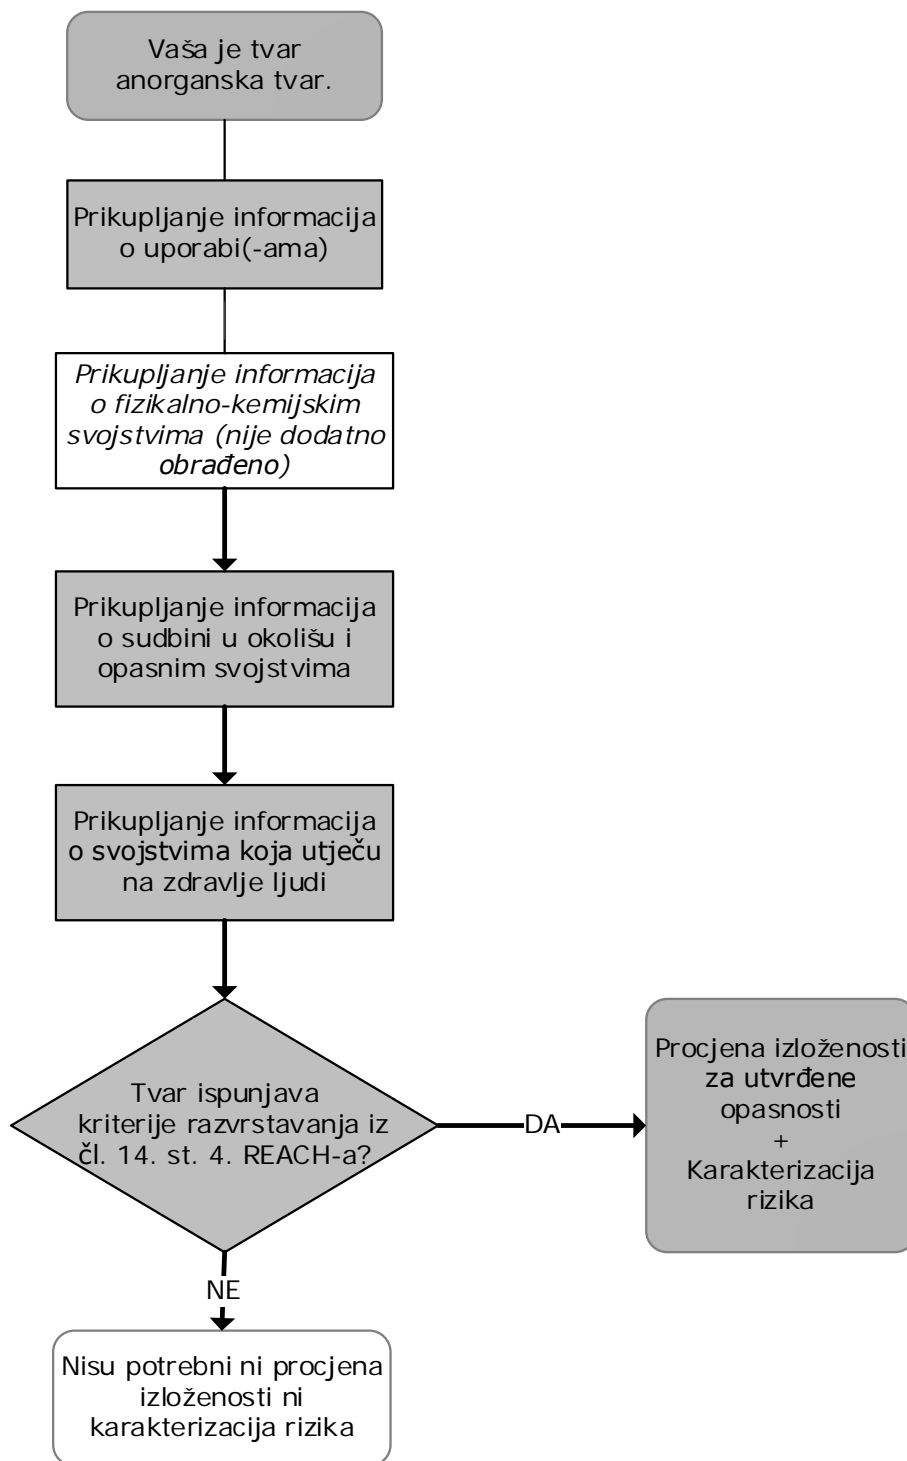 Vaša je tvar
anorganska tvar.
Prikupljanje informacija
o uporabi(-ama)
Prikupljanje informacija
o fizikalno-kemijskim
svojstvima (nije dodatno
obrađeno)
Prikupljanje informacija
o sudbini u okolišu i
opasnim svojstvima
Prikupljanje informacija
o svojstvima koja utječu
na zdravlje ljudi
Tvar ispunjava
kriterije razvrstavanja iz
čl. 14. st. 4. REACH-a?
DA
Procjena izloženosti
za utvrđene
opasnosti
+
Karakterizacija
rizika
NE
Nisu potrebni ni procjena
izloženosti ni
karakterizacija rizika